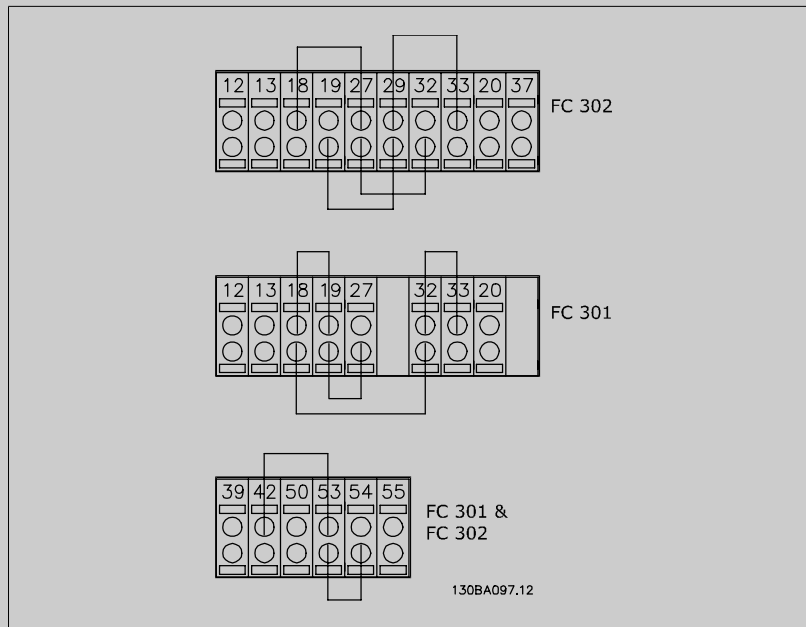 12 13 18 19 27 29 32 33 20 37
FC 302
12 13 18 19 27 32 33 20
FC 301
39 42 50 53 54 55
FC 301 &
FC 302
130BA097.12